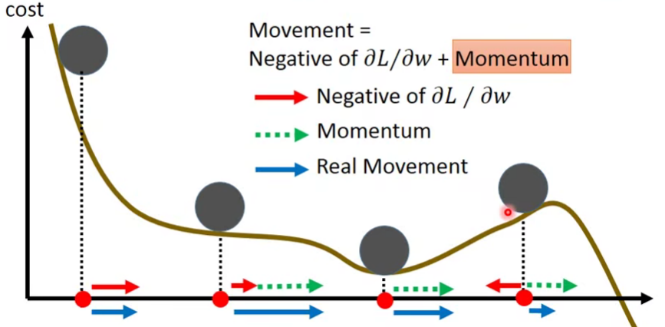 cost
Movement =
Negative of ∂L/∂w + Momentum
Negative of ∂L / ∂w
Momentum
Real Movement